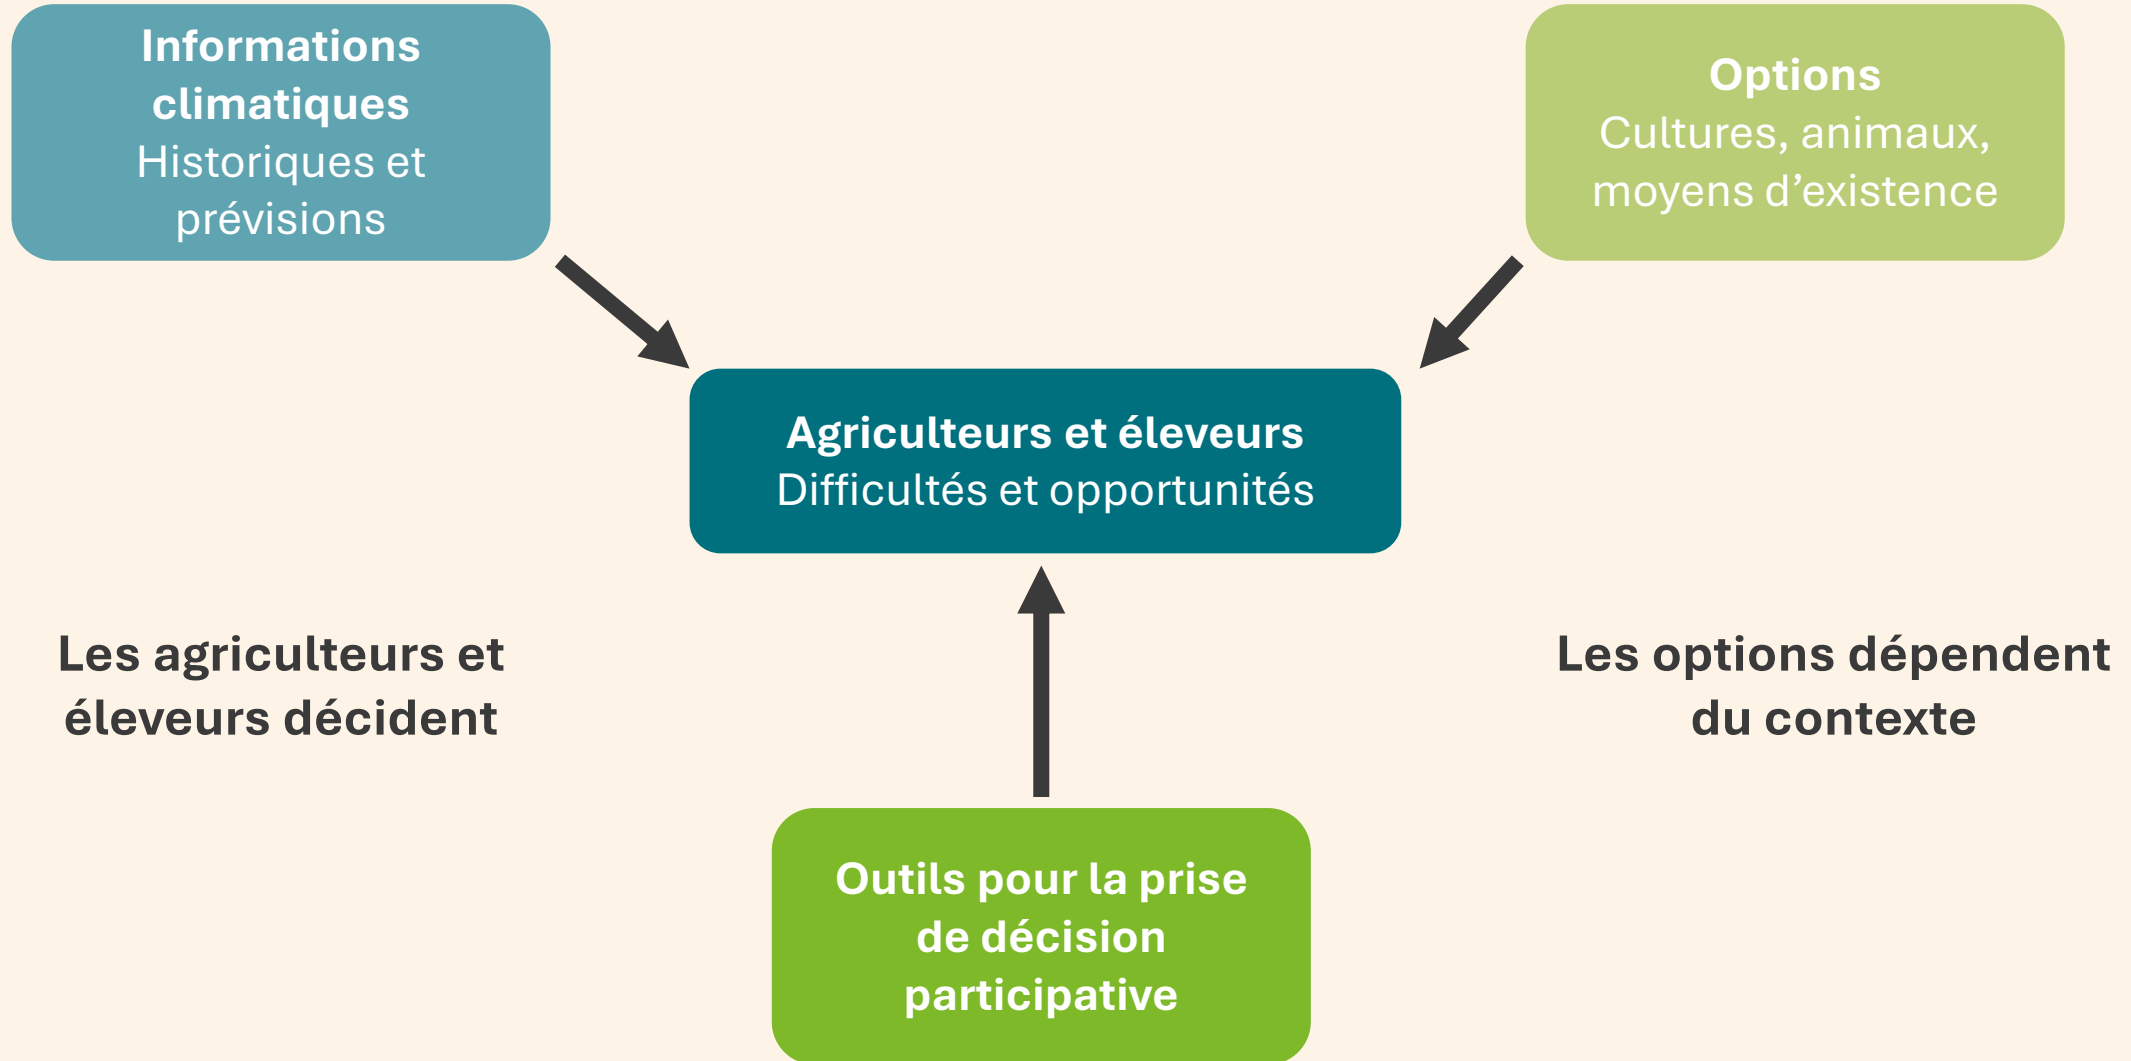 Informations
climatiques
Historiques et
prévisions
Options
Cultures, animaux,
moyens d’existence
Agriculteurs et éleveurs
Difficultés et opportunités
Les agriculteurs et
éleveurs décident
Les options dépendent
du contexte
Outils pour la prise
de décision
participative